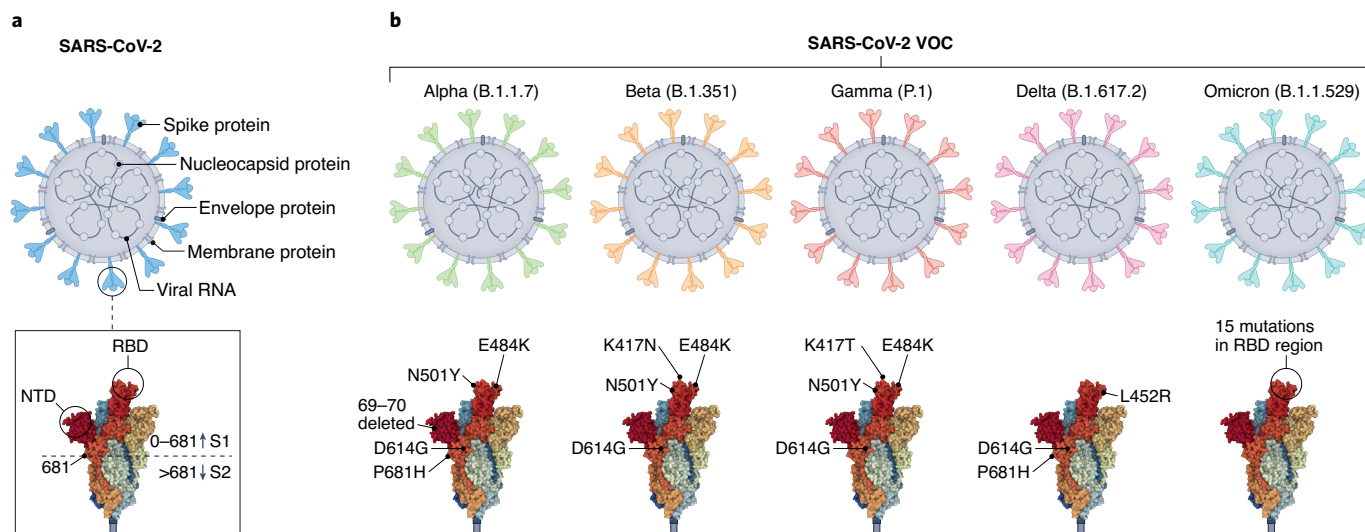 a
SARS-CoV-2
Spike protein
Nucleocapsid protein
Envelope protein
Membrane protein
Viral RNA
RBD
NTD
0–681↑S1
681
>681↓S2
b
SARS-CoV-2 VOC
Alpha (B.1.1.7)
Beta (B.1.351)
Gamma (P.1)
Delta (B.1.617.2)
Omicron (B.1.1.529)
E484K
N501Y
69–70
deleted
D614G
P681H
K417N
E484K
N501Y
D614G
K417T
E484K
N501Y
D614G
L452R
D614G
P681H
15 mutations
in RBD region